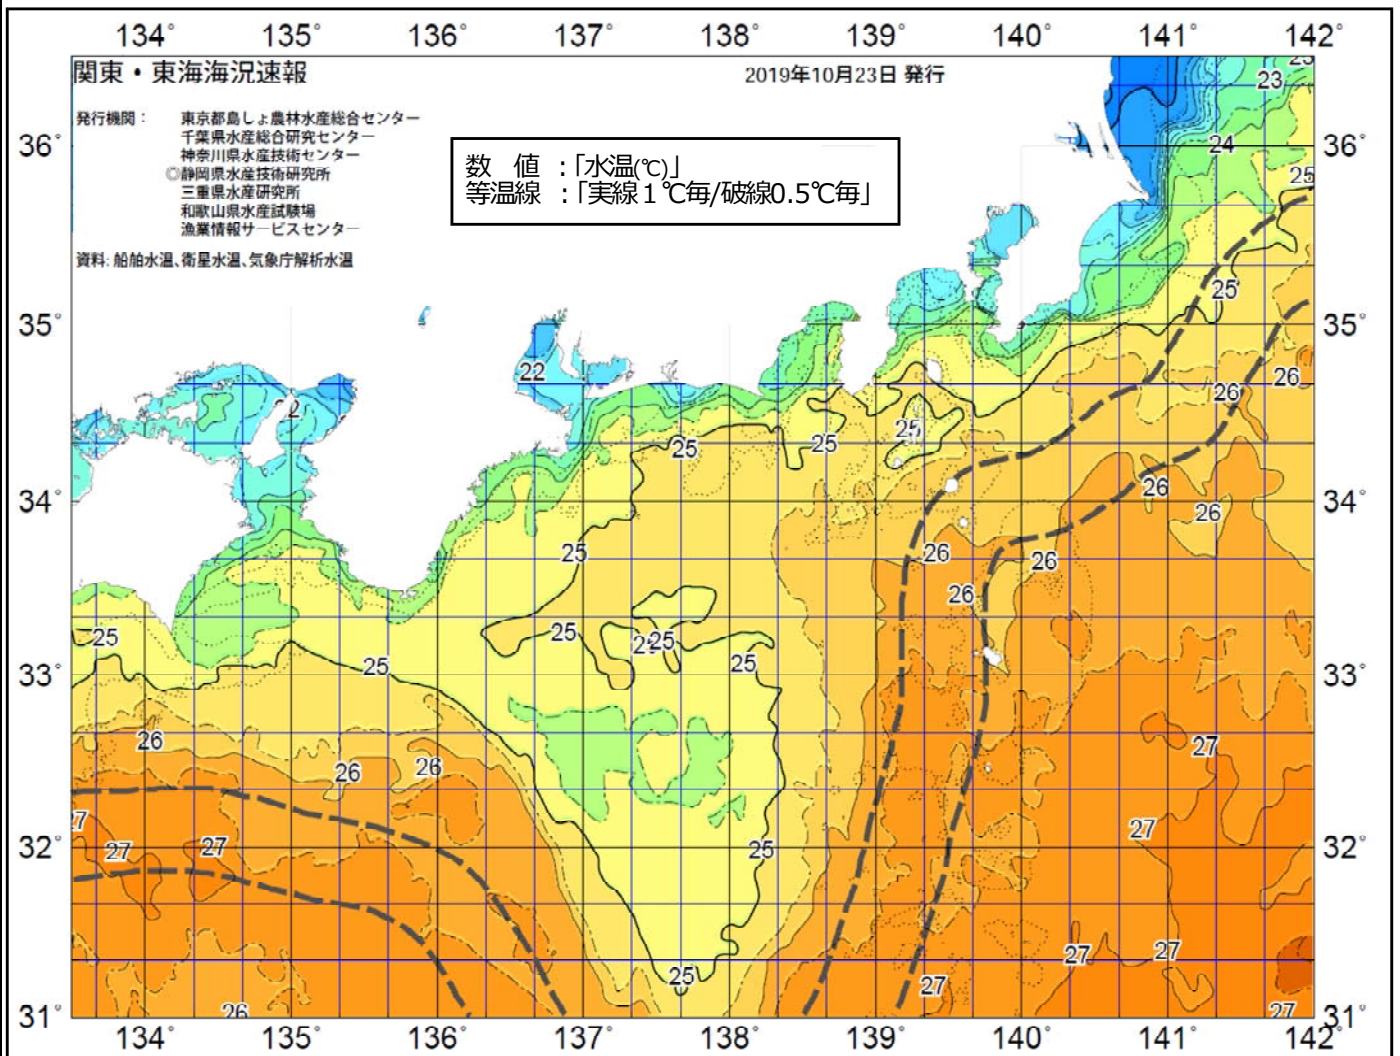 134° 135° 136° 137° 138° 139° 140° 141° 142°
関東・東海海況速報
2019年10月23日 発行
発行機関： 東京都島しょ農林水産総合センター
千葉県水産総合研究センター
神奈川県水産技術センター
◎静岡県水産技術研究所
三重県水産研究所
和歌山県水産試験場
漁業情報サービスセンター
資料: 船舶水温、衛星水温、気象庁解析水温
数 値 ：「水温(℃)」
等温線 ：「実線１℃毎/破線0.5℃毎」
23
36° 24 36°
25
25
35° 35°
22 26 26
25 25 25
34° 26 26 34°
25 26 26
26
25 25 25
33° 25 25 33°
26 26 26 27
27 27 27
32° 25 32°
25 27 27 27
26 27
31° 31°
134° 135° 136° 137° 138° 139° 140° 141° 142°